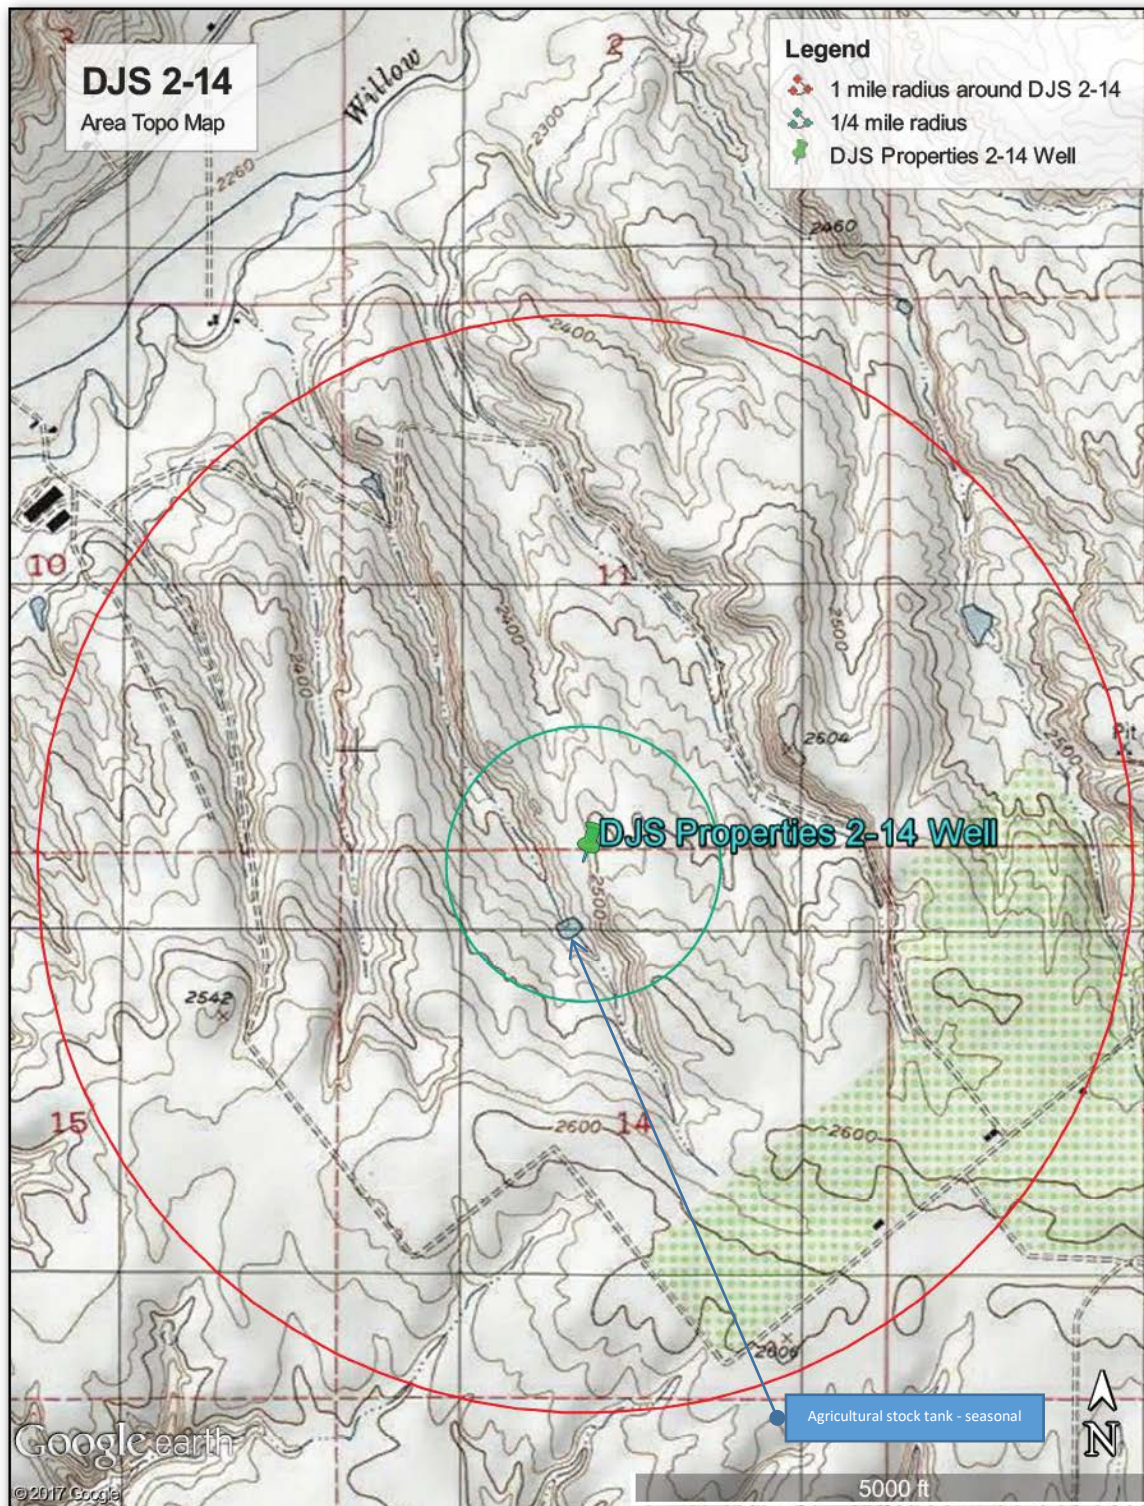 DJS 2-14
Area Topo Map
Legend
1 mile radius around DJS 2-14
1/4 mile radius
DJS Properties 2-14 Well
3
2
Willow
2260
2300
2460
2400
10
11
2400
2500
2400
2604
2500
Pit
DJS Properties 2-14 Well
2500
2542
15
2600
14
2600
2606
Agricultural stock tank - seasonal
N
Google earth
© 2017 Google
5000 ft